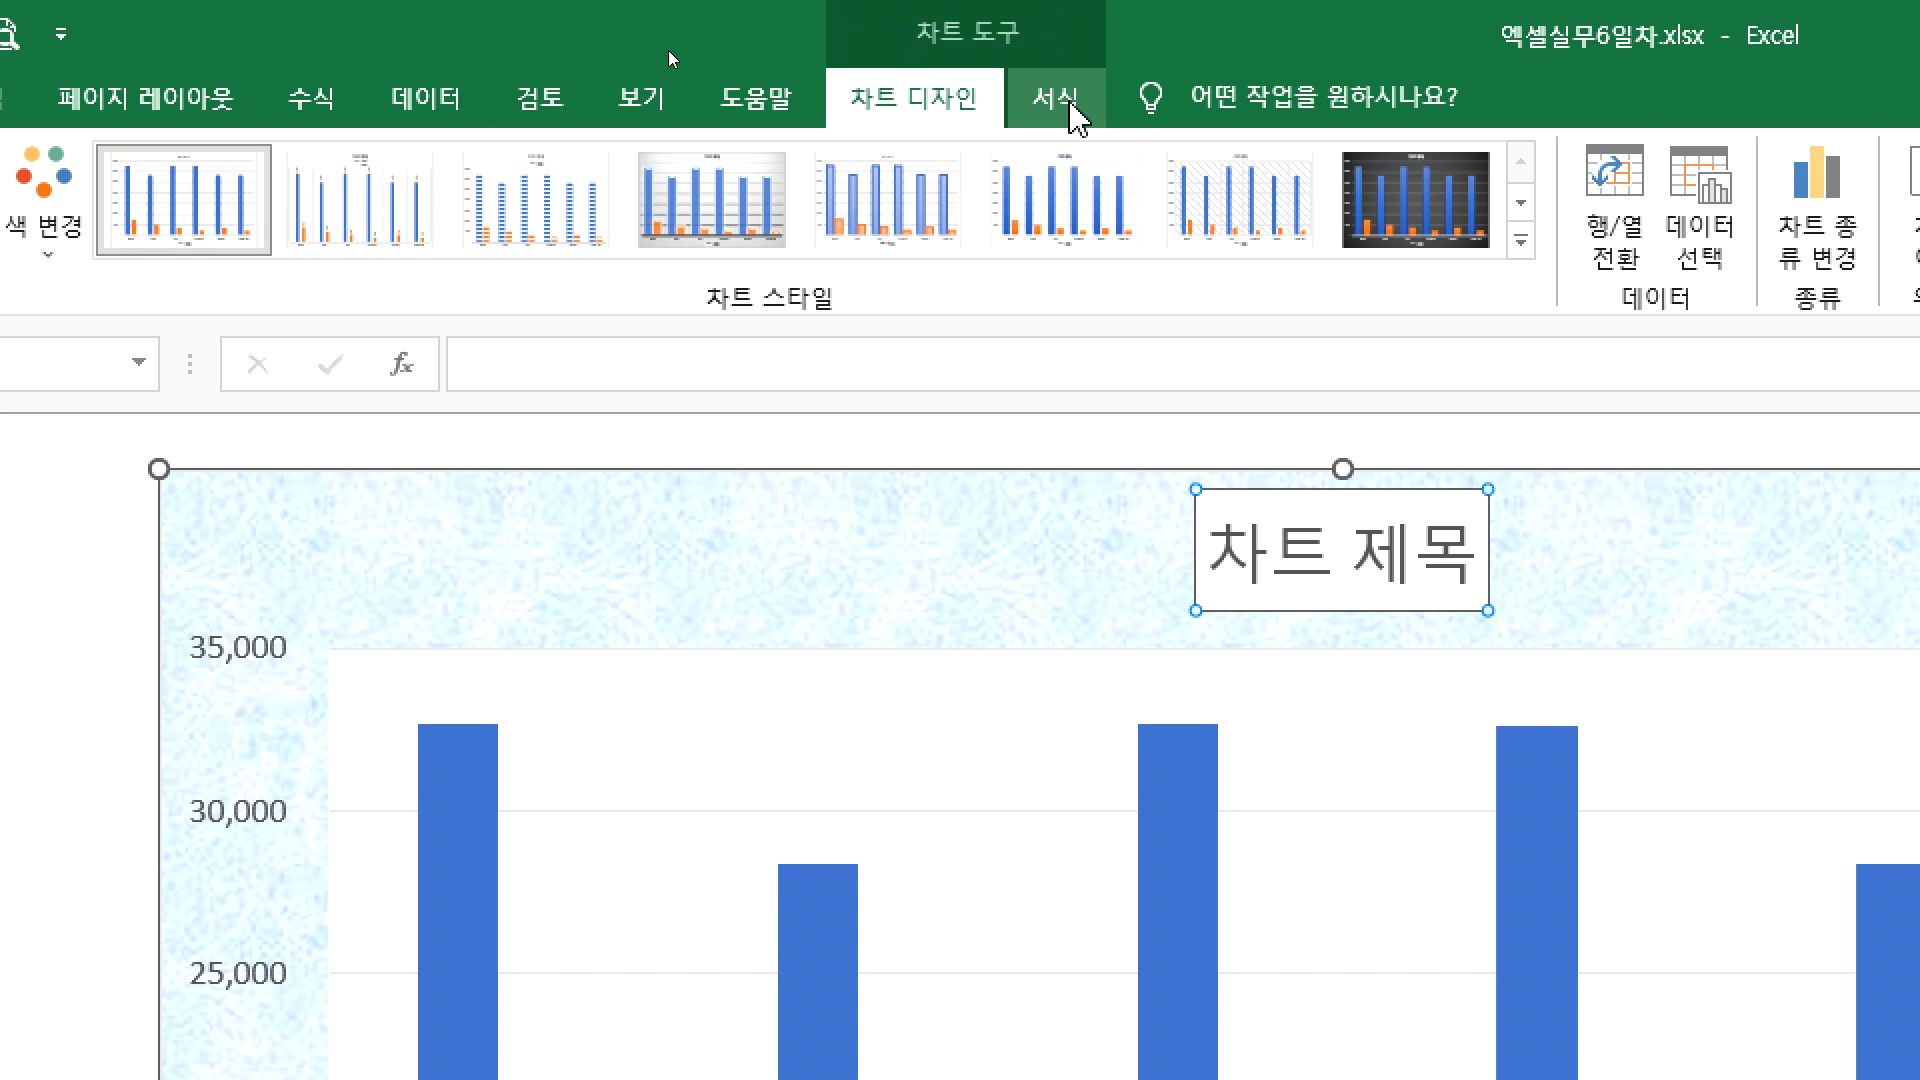 차트 도구
엑셀실무6일차.xlsx - Excel
페이지 레이아웃 수식 데이터 검토 보기 도움말 차트 디자인 서식 어떤 작업을 원하시나요?
색 변경
행/열 전환
데이터 선택
차트 종류 변경
차트 스타일
데이터
종류
fx
차트 제목
35,000
30,000
25,000